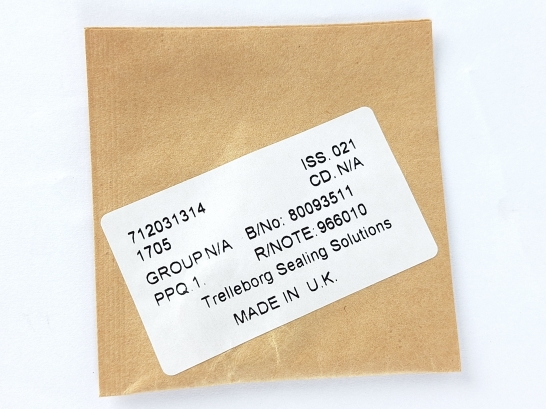 ISS. 021
CD. N/A
712031314
1705
GROUP N/A B/No: 80093511
PPQ.1. R/NOTE: 966010
Trelleborg Sealing Solutions
MADE IN U.K.